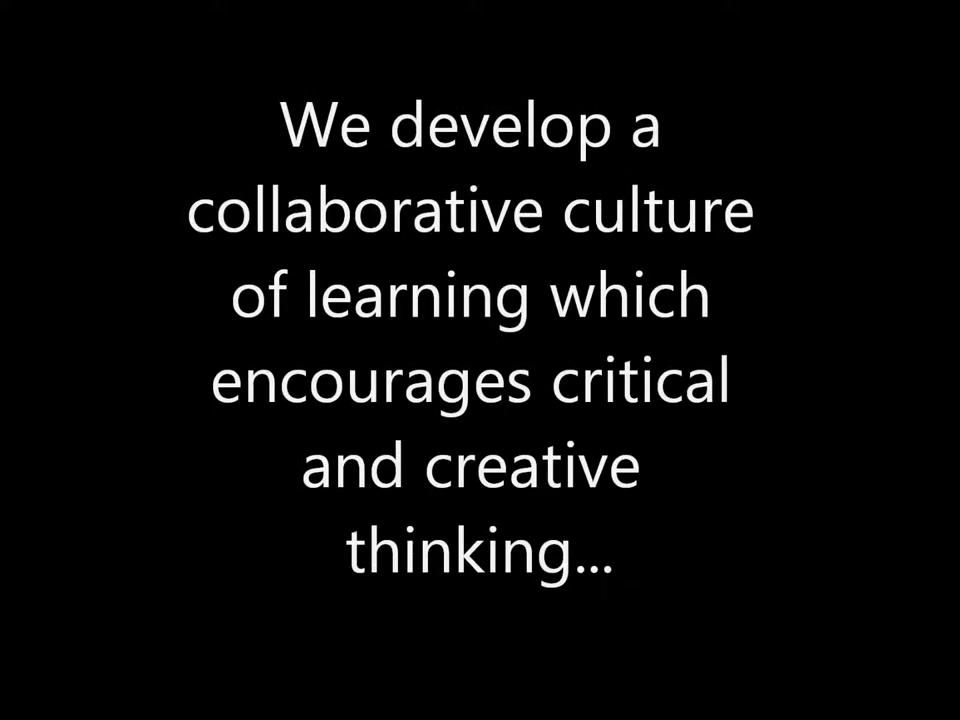 We develop a
collaborative culture
of learning which
encourages critical
and creative
thinking...